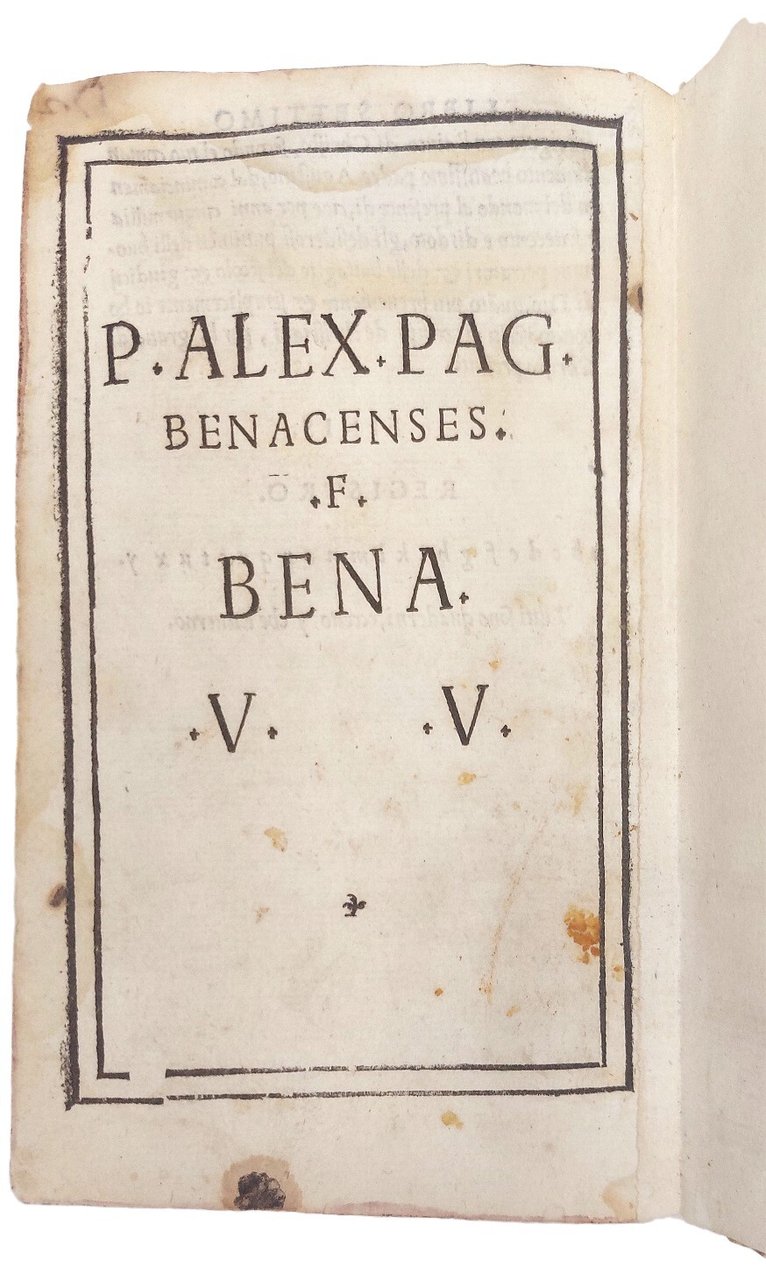 P. ALEX. PAG.
BENACENSES.
.F.
BENA.
.V. .V.